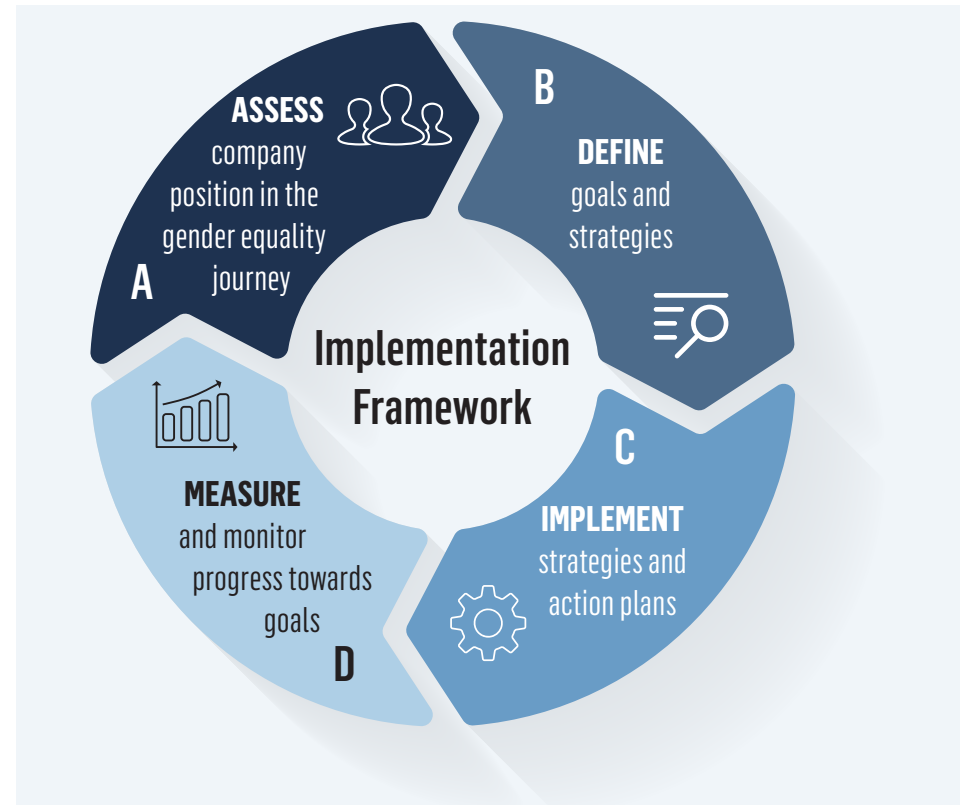 A
ASSESS
company
position in the
gender equality
journey
B
DEFINE
goals and
strategies
Implementation
Framework
C
IMPLEMENT
strategies and
action plans
MEASURE
and monitor
progress towards
goals
D